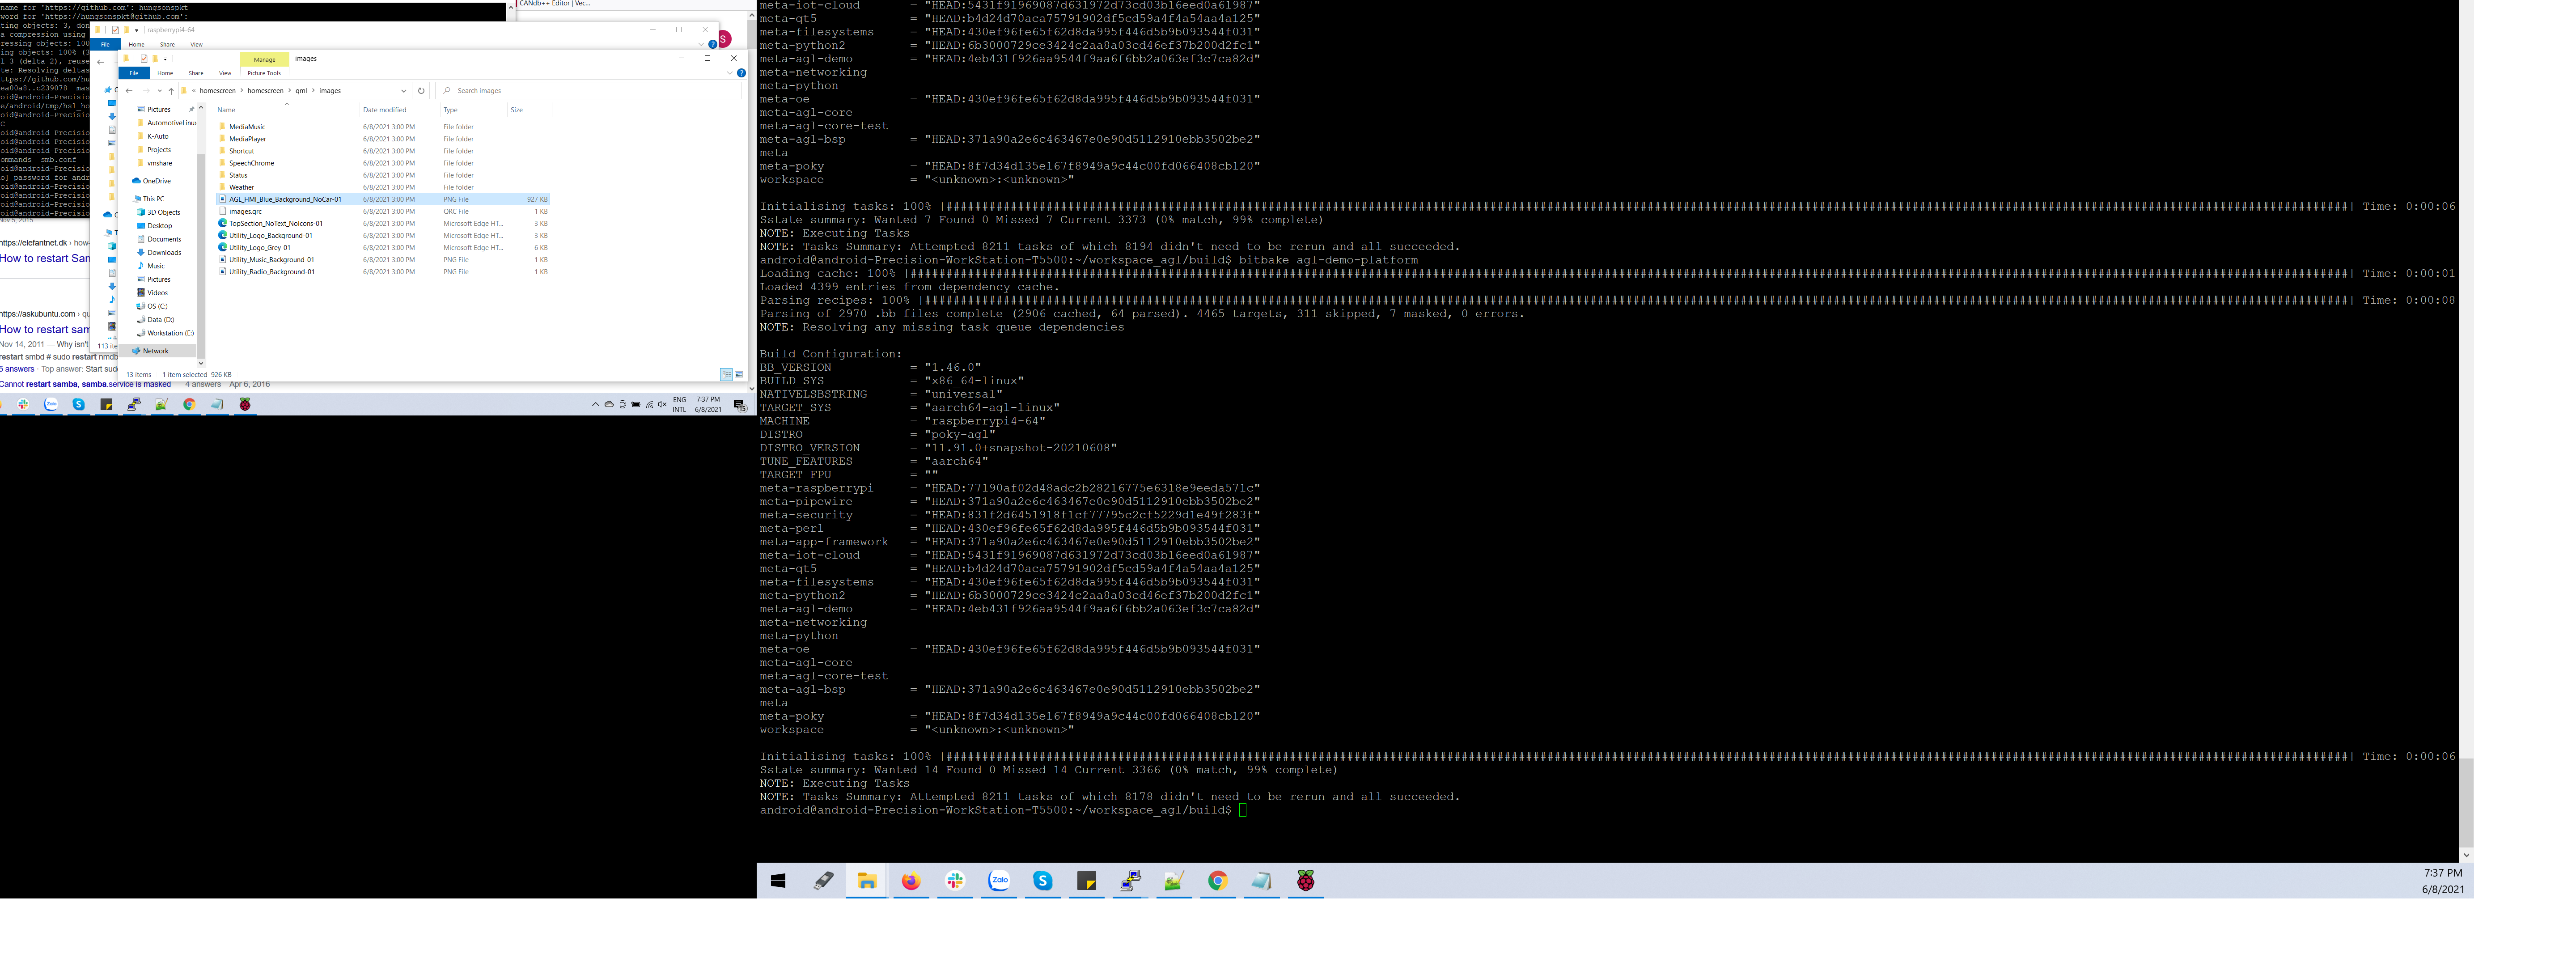 name for 'https://github.com': hungsonspkt
word for 'https://hungsonspkt@github.com':
ting objects: 3, don
a compression using
ressing objects: 100
ing objects: 100% (3
l 3 (delta 2), reuse
te: Resolving deltas
ttps://github.com/hu
ea00a8..c239078 mas
oid@android-Precisio
e/android/tmp/hsl_ho
oid@android-Precisio
C
oid@android-Precisio
oid@android-Precisio
oid@android-Precisio
ommands smb.conf
oid@android-Precisio
o] password for andr
oid@android-Precisio
oid@android-Precisio
oid@android-Precisio
oid@android-Precisio
CANdb++ Editor | Vec...
raspberrypi4-64
File Home Share View
S
Manage images
File Home Share View Picture Tools
« homescreen › homescreen › qml › images
Search images
Name Date modified Type Size
MediaMusic 6/8/2021 3:00 PM File folder
MediaPlayer 6/8/2021 3:00 PM File folder
Shortcut 6/8/2021 3:00 PM File folder
SpeechChrome 6/8/2021 3:00 PM File folder
Status 6/8/2021 3:00 PM File folder
Weather 6/8/2021 3:00 PM File folder
AGL_HMI_Blue_Background_NoCar-01 6/8/2021 3:00 PM PNG File 927 KB
images.qrc 6/8/2021 3:00 PM QRC File 1 KB
TopSection_NoText_NoIcons-01 6/8/2021 3:00 PM Microsoft Edge HT... 3 KB
Utility_Logo_Background-01 6/8/2021 3:00 PM Microsoft Edge HT... 3 KB
Utility_Logo_Grey-01 6/8/2021 3:00 PM Microsoft Edge HT... 6 KB
Utility_Music_Background-01 6/8/2021 3:00 PM PNG File 1 KB
Utility_Radio_Background-01 6/8/2021 3:00 PM PNG File 1 KB
Pictures
AutomotiveLinu
K-Auto
Projects
vmshare
OneDrive
This PC
3D Objects
Desktop
Documents
Downloads
Music
Pictures
Videos
OS (C:)
Data (D:)
Workstation (E:)
Network
13 items 1 item selected 926 KB
113 ite
https://elefantnet.dk › how-
How to restart Sam
https://askubuntu.com › qu
How to restart sam
Nov 14, 2011 — Why isn't
restart smbd # sudo restart nmbd
5 answers · Top answer: Start sud
Cannot restart samba, samba.service is masked 4 answers Apr 6, 2016
Zalo
ENG INTL
7:37 PM
6/8/2021
15
meta-iot-cloud = "HEAD:5431f91969087d631972d73cd03b16eed0a61987"
meta-qt5 = "HEAD:b4d24d70aca75791902df5cd59a4f4a54aa4a125"
meta-filesystems = "HEAD:430ef96fe65f62d8da995f446d5b9b093544f031"
meta-python2 = "HEAD:6b3000729ce3424c2aa8a03cd46ef37b200d2fc1"
meta-agl-demo = "HEAD:4eb431f926aa9544f9aa6f6bb2a063ef3c7ca82d"
meta-networking
meta-python
meta-oe = "HEAD:430ef96fe65f62d8da995f446d5b9b093544f031"
meta-agl-core
meta-agl-core-test
meta-agl-bsp = "HEAD:371a90a2e6c463467e0e90d5112910ebb3502be2"
meta
meta-poky = "HEAD:8f7d34d135e167f8949a9c44c00fd066408cb120"
workspace = "<unknown>:<unknown>"
Initialising tasks: 100% |####| Time: 0:00:06
Sstate summary: Wanted 7 Found 0 Missed 7 Current 3373 (0% match, 99% complete)
NOTE: Executing Tasks
NOTE: Tasks Summary: Attempted 8211 tasks of which 8194 didn't need to be rerun and all succeeded.
android@android-Precision-WorkStation-T5500:~/workspace_agl/build$ bitbake agl-demo-platform
Loading cache: 100% |####| Time: 0:00:01
Loaded 4399 entries from dependency cache.
Parsing recipes: 100% |####| Time: 0:00:08
Parsing of 2970 .bb files complete (2906 cached, 64 parsed). 4465 targets, 311 skipped, 7 masked, 0 errors.
NOTE: Resolving any missing task queue dependencies
Build Configuration:
BB_VERSION = "1.46.0"
BUILD_SYS = "x86_64-linux"
NATIVELSBSTRING = "universal"
TARGET_SYS = "aarch64-agl-linux"
MACHINE = "raspberrypi4-64"
DISTRO = "poky-agl"
DISTRO_VERSION = "11.91.0+snapshot-20210608"
TUNE_FEATURES = "aarch64"
TARGET_FPU = ""
meta-raspberrypi = "HEAD:77190af02d48adc2b28216775e6318e9eeda571c"
meta-pipewire = "HEAD:371a90a2e6c463467e0e90d5112910ebb3502be2"
meta-security = "HEAD:831f2d6451918f1cf77795c2cf5229d1e49f283f"
meta-perl = "HEAD:430ef96fe65f62d8da995f446d5b9b093544f031"
meta-app-framework = "HEAD:371a90a2e6c463467e0e90d5112910ebb3502be2"
meta-iot-cloud = "HEAD:5431f91969087d631972d73cd03b16eed0a61987"
meta-qt5 = "HEAD:b4d24d70aca75791902df5cd59a4f4a54aa4a125"
meta-filesystems = "HEAD:430ef96fe65f62d8da995f446d5b9b093544f031"
meta-python2 = "HEAD:6b3000729ce3424c2aa8a03cd46ef37b200d2fc1"
meta-agl-demo = "HEAD:4eb431f926aa9544f9aa6f6bb2a063ef3c7ca82d"
meta-networking
meta-python
meta-oe = "HEAD:430ef96fe65f62d8da995f446d5b9b093544f031"
meta-agl-core
meta-agl-core-test
meta-agl-bsp = "HEAD:371a90a2e6c463467e0e90d5112910ebb3502be2"
meta
meta-poky = "HEAD:8f7d34d135e167f8949a9c44c00fd066408cb120"
workspace = "<unknown>:<unknown>"
Initialising tasks: 100% |####| Time: 0:00:06
Sstate summary: Wanted 14 Found 0 Missed 14 Current 3366 (0% match, 99% complete)
NOTE: Executing Tasks
NOTE: Tasks Summary: Attempted 8211 tasks of which 8178 didn't need to be rerun and all succeeded.
android@android-Precision-WorkStation-T5500:~/workspace_agl/build$
Zalo
7:37 PM
6/8/2021